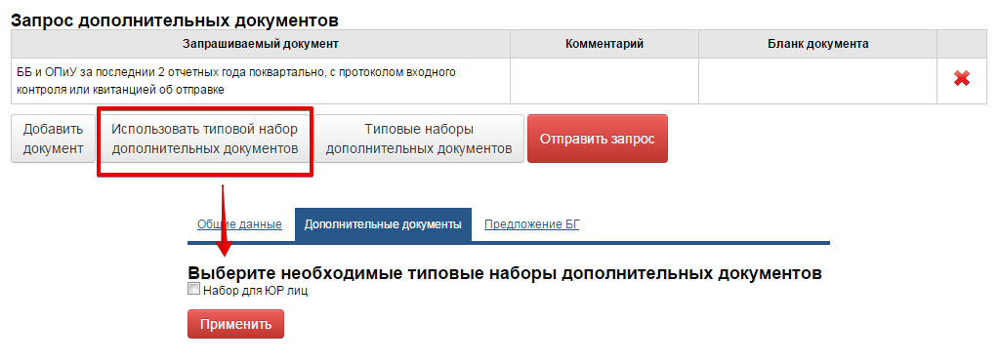 Запрос дополнительных документов
Запрашиваемый документ Комментарий Бланк документа
ББ и ОПиУ за последнии 2 отчетных года поквартально, с протоколом входного
контроля или квитанцией об отправке
Добавить
документ
Использовать типовой набор
дополнительных документов
Типовые наборы
дополнительных документов
Отправить запрос
Общие данные Дополнительные документы Предложение БГ
Выберите необходимые типовые наборы дополнительных документов
Набор для ЮР лиц
Применить